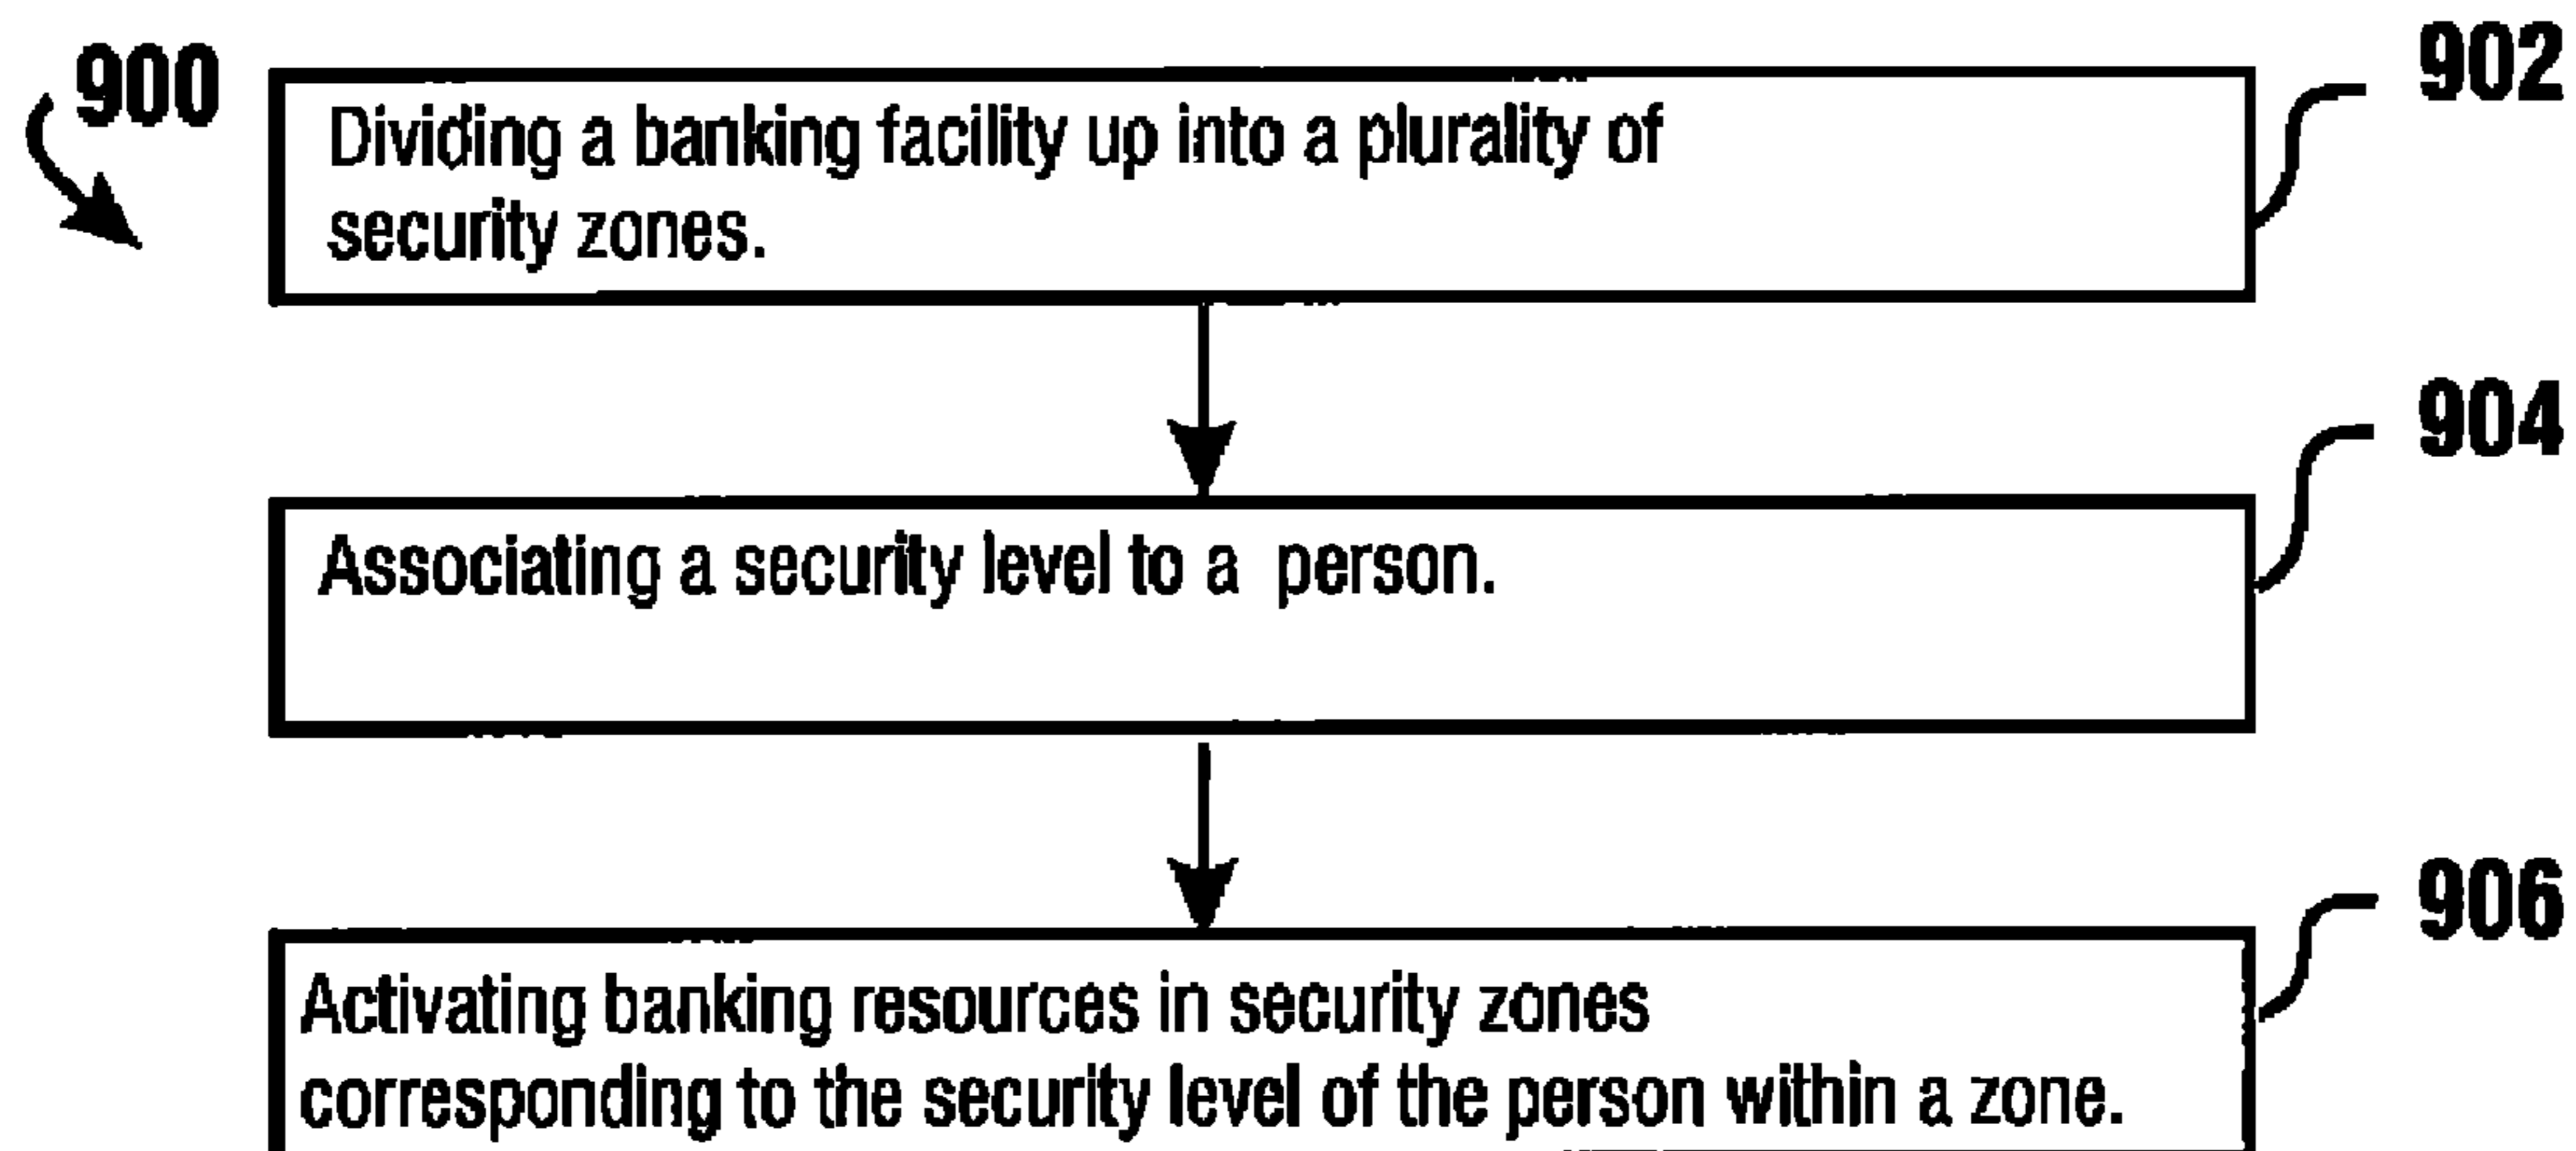 900
902
Dividing a banking facility up into a plurality of
security zones.
904
Associating a security level to a person.
906
Activating banking resources in security zones
corresponding to the security level of the person within a zone.